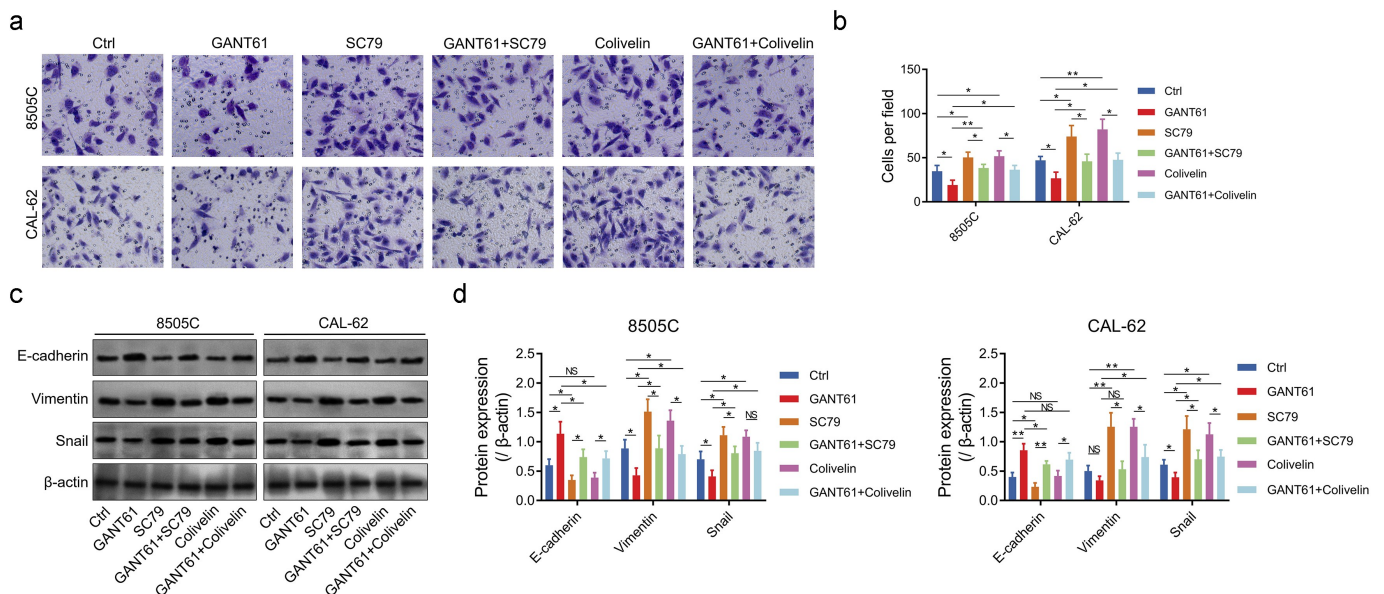 a
Ctrl GANT61 SC79 GANT61+SC79 Colivelin GANT61+Colivelin
8505C
CAL-62
b
Cells per field
150
100
50
0
* * * ** * * *
** * * * * * *
8505C CAL-62
Ctrl
GANT61
SC79
GANT61+SC79
Colivelin
GANT61+Colivelin
c
8505C CAL-62
E-cadherin
Vimentin
Snail
β-actin
Ctrl GANT61 SC79 GANT61+SC79 Colivelin GANT61+Colivelin Ctrl GANT61 SC79 GANT61+SC79 Colivelin GANT61+Colivelin
d
8505C
Protein expression
(/ β-actin)
2.5
2.0
1.5
1.0
0.5
0.0
NS * * * * * *
* * * * * * *
* * * * * * NS
E-cadherin Vimentin Snail
Ctrl
GANT61
SC79
GANT61+SC79
Colivelin
GANT61+Colivelin
CAL-62
Protein expression
(/ β-actin)
2.5
2.0
1.5
1.0
0.5
0.0
NS NS * * ** ** *
** * ** NS * NS *
* * * * * * *
E-cadherin Vimentin Snail
Ctrl
GANT61
SC79
GANT61+SC79
Colivelin
GANT61+Colivelin